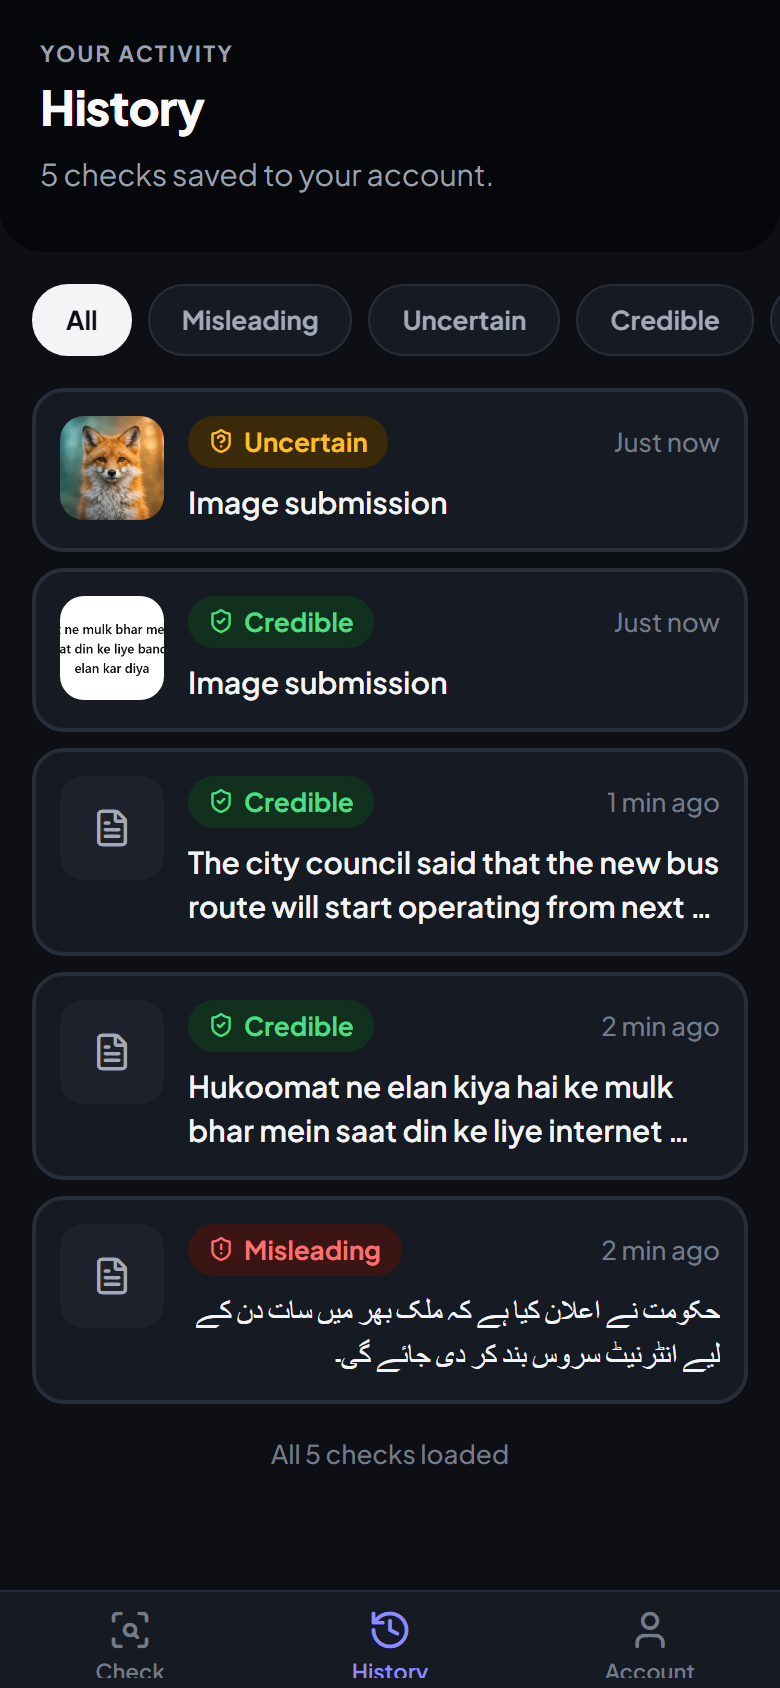 YOUR ACTIVITY
History
5 checks saved to your account.
All
Misleading
Uncertain
Credible
Uncertain
Just now
Image submission
ne mulk bhar me
at din ke liye band
elan kar diya
Credible
Just now
Image submission
Credible
1 min ago
The city council said that the new bus
route will start operating from next ...
Credible
2 min ago
Hukoomat ne elan kiya hai ke mulk
bhar mein saat din ke liye internet ...
Misleading
2 min ago
حکومت نے اعلان کیا ہے کہ ملک بھر میں سات دن کے
لیے انٹرنیٹ سروس بند کر دی جائے گی۔
All 5 checks loaded
Check
History
Account